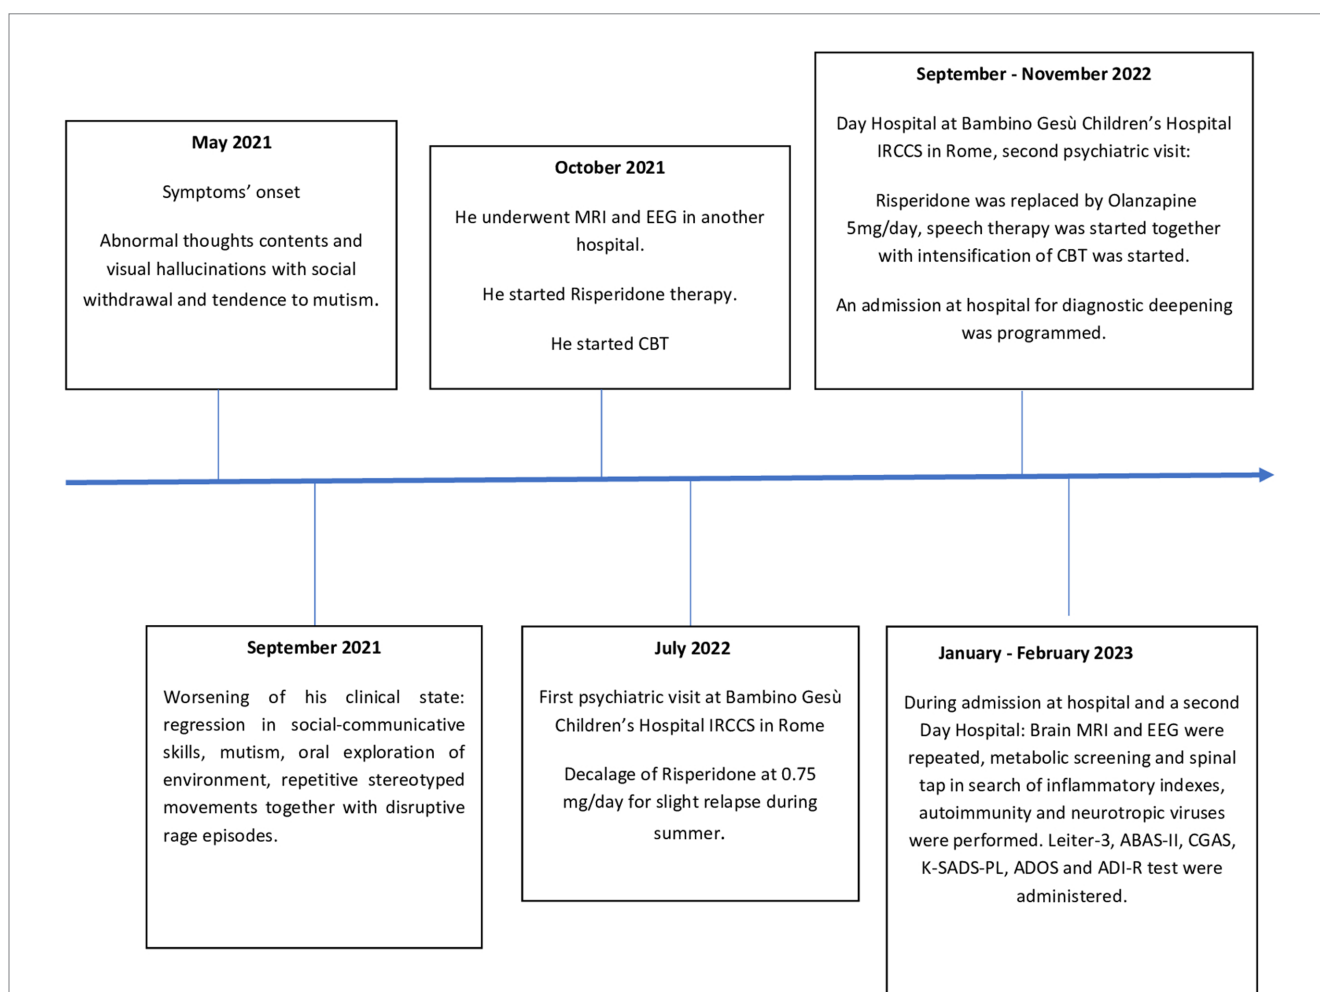 May 2021
Symptoms’ onset
Abnormal thoughts contents and
visual hallucinations with social
withdrawal and tendence to mutism.
September 2021
Worsening of his clinical state:
regression in social-communicative
skills, mutism, oral exploration of
environment, repetitive stereotyped
movements together with disruptive
rage episodes.
October 2021
He underwent MRI and EEG in another
hospital.
He started Risperidone therapy.
He started CBT
July 2022
First psychiatric visit at Bambino Gesù
Children’s Hospital IRCCS in Rome
Decalage of Risperidone at 0.75
mg/day for slight relapse during
summer.
September - November 2022
Day Hospital at Bambino Gesù Children’s Hospital
IRCCS in Rome, second psychiatric visit:
Risperidone was replaced by Olanzapine
5mg/day, speech therapy was started together
with intensification of CBT was started.
An admission at hospital for diagnostic deepening
was programmed.
January - February 2023
During admission at hospital and a second
Day Hospital: Brain MRI and EEG were
repeated, metabolic screening and spinal
tap in search of inflammatory indexes,
autoimmunity and neurotropic viruses
were performed. Leiter-3, ABAS-II, CGAS,
K-SADS-PL, ADOS and ADI-R test were
administered.